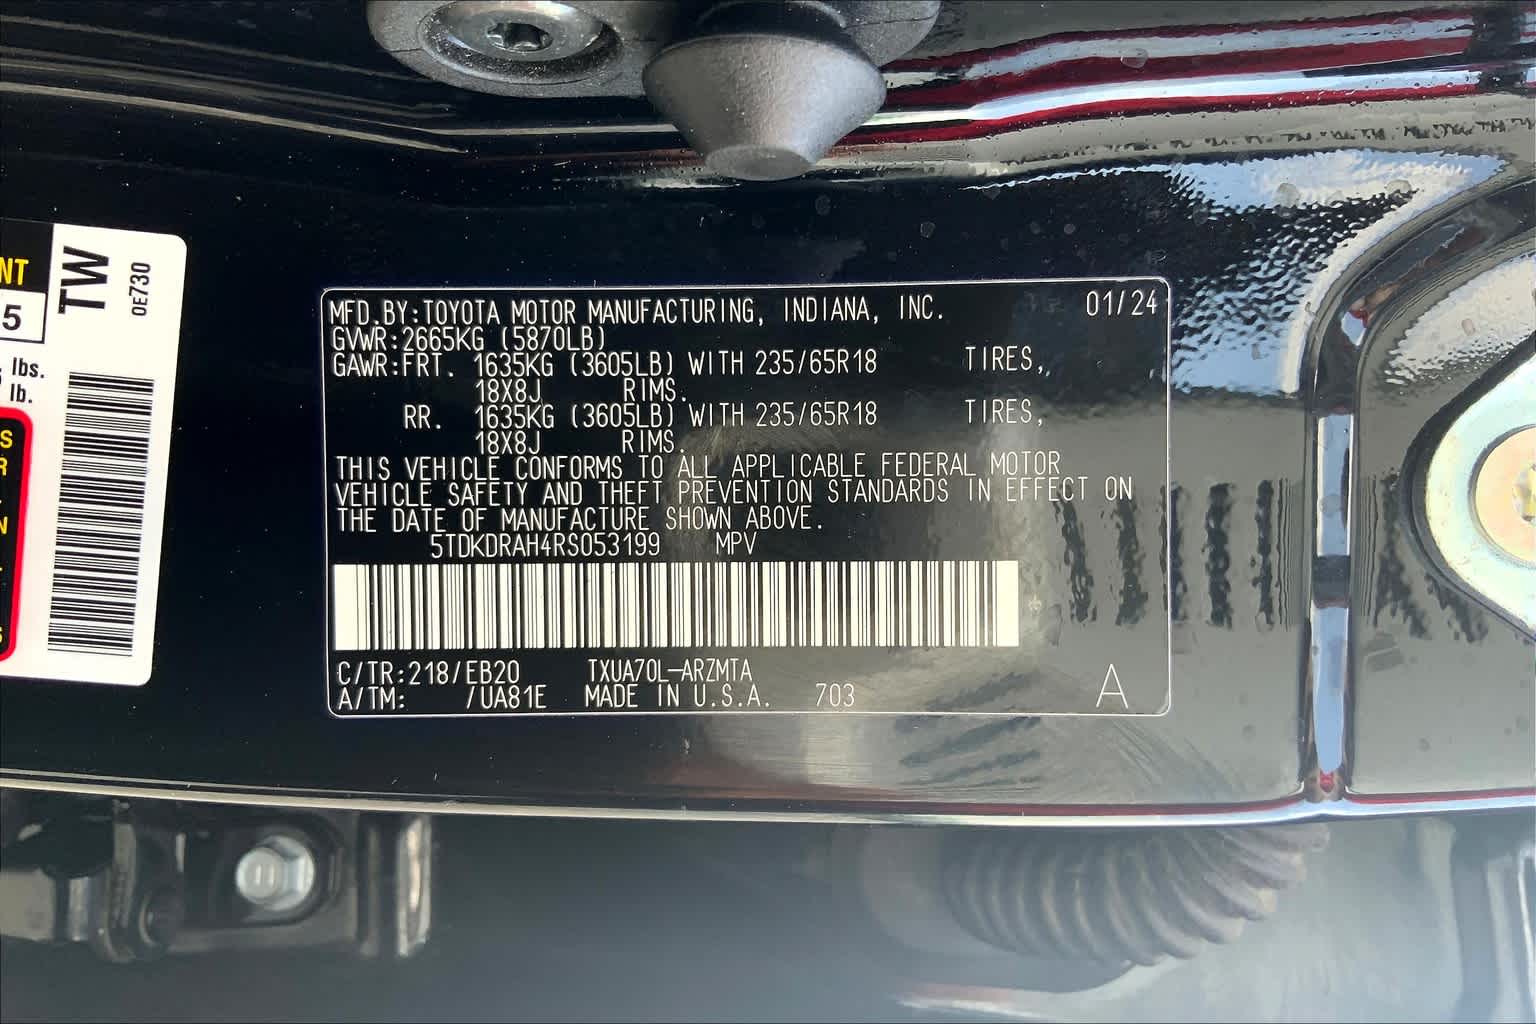 NT
5
lbs.
lb.
S
R
N
S
TW
0E730
MFD.BY:TOYOTA MOTOR MANUFACTURING, INDIANA, INC. 01/24
GVWR:2665KG (5870LB)
GAWR:FRT. 1635KG (3605LB) WITH 235/65R18 TIRES,
18X8J RIMS.
RR. 1635KG (3605LB) WITH 235/65R18 TIRES,
18X8J RIMS.
THIS VEHICLE CONFORMS TO ALL APPLICABLE FEDERAL MOTOR
VEHICLE SAFETY AND THEFT PREVENTION STANDARDS IN EFFECT ON
THE DATE OF MANUFACTURE SHOWN ABOVE.
5TDKDRAH4RS053199 MPV
C/TR:218/EB20 TXUA70L-ARZMTA
A/TM: /UA81E MADE IN U.S.A. 703 A